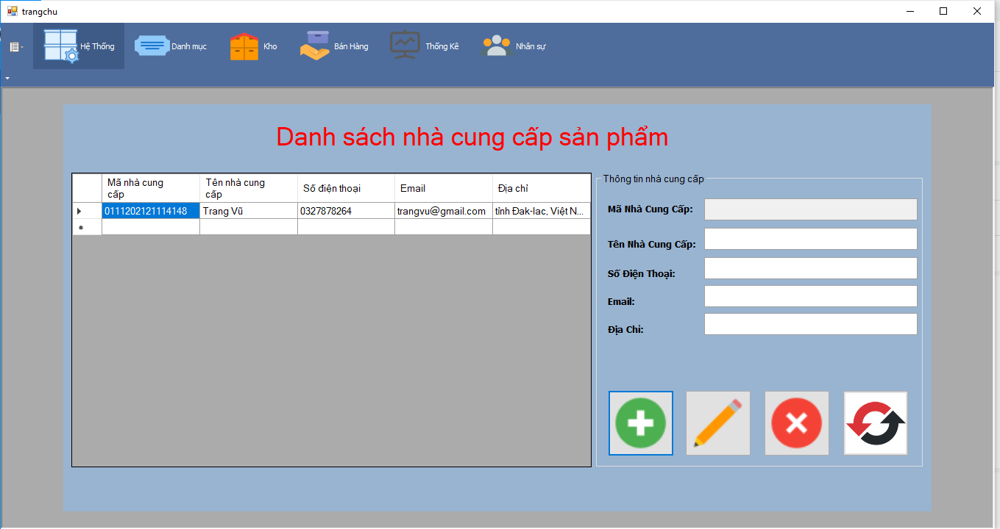 trangchu
Hệ Thống
Danh mục
Kho
Bán Hàng
Thống Kê
Nhân sự
Danh sách nhà cung cấp sản phẩm
Mã nhà cung
cấp
Tên nhà cung
cấp
Số điện thoại
Email
Địa chỉ
0111202121114148
Trang Vũ
0327878264
trangvu@gmail.com
tỉnh Đak-lac, Việt N...
Thông tin nhà cung cấp
Mã Nhà Cung Cấp:
Tên Nhà Cung Cấp:
Số Điện Thoại:
Email:
Địa Chỉ: